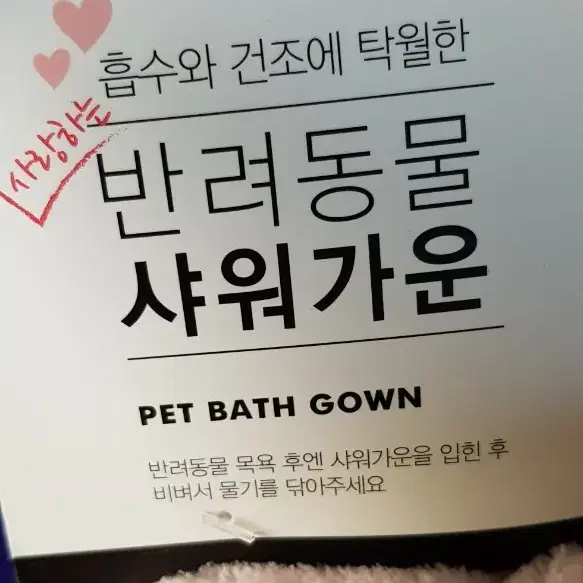 흡수와 건조에 탁월한
사랑하는
반려동물
샤워가운
PET BATH GOWN
반려동물 목욕 후엔 샤워가운을 입힌 후
비벼서 물기를 닦아주세요